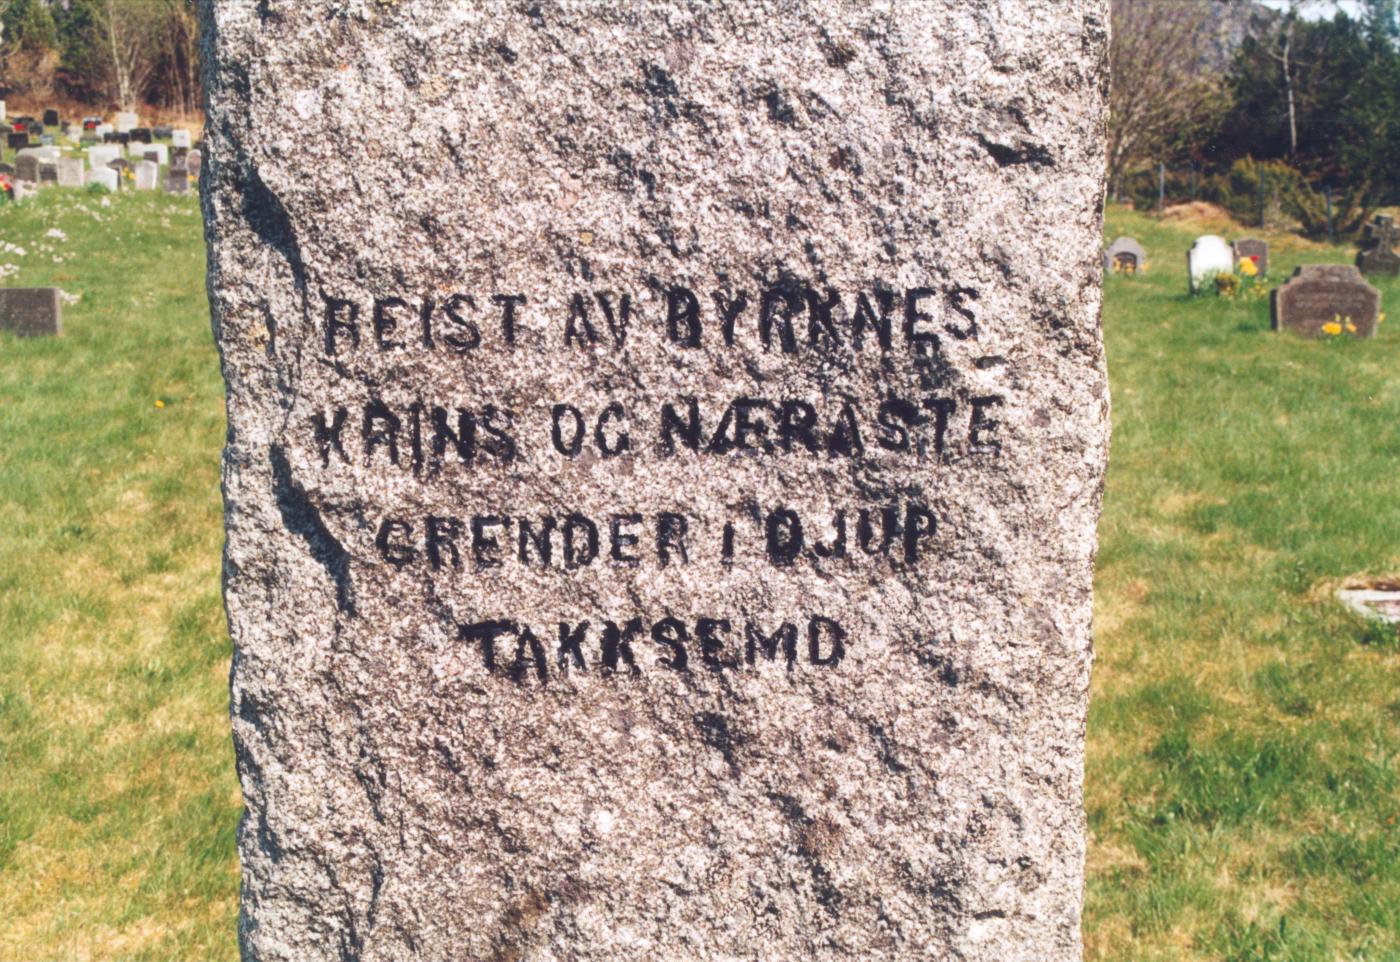 REIST AV BYRKNES
KRINS OG NÆRASTE
GRENDER I DJUP
TAKKSEMD